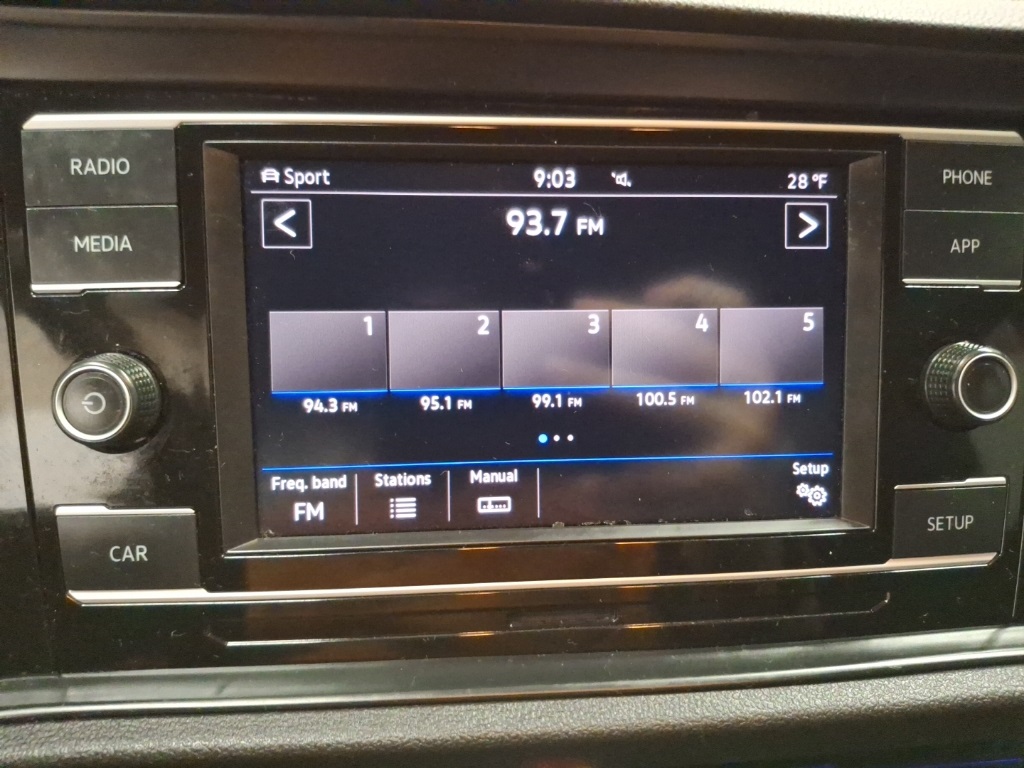 RADIO
MEDIA
PHONE
APP
Sport 9:03 28 °F
< 93.7 FM >
1 2 3 4 5
94.3 FM 95.1 FM 99.1 FM 100.5 FM 102.1 FM
Freq. band Stations Manual Setup
FM
CAR
SETUP